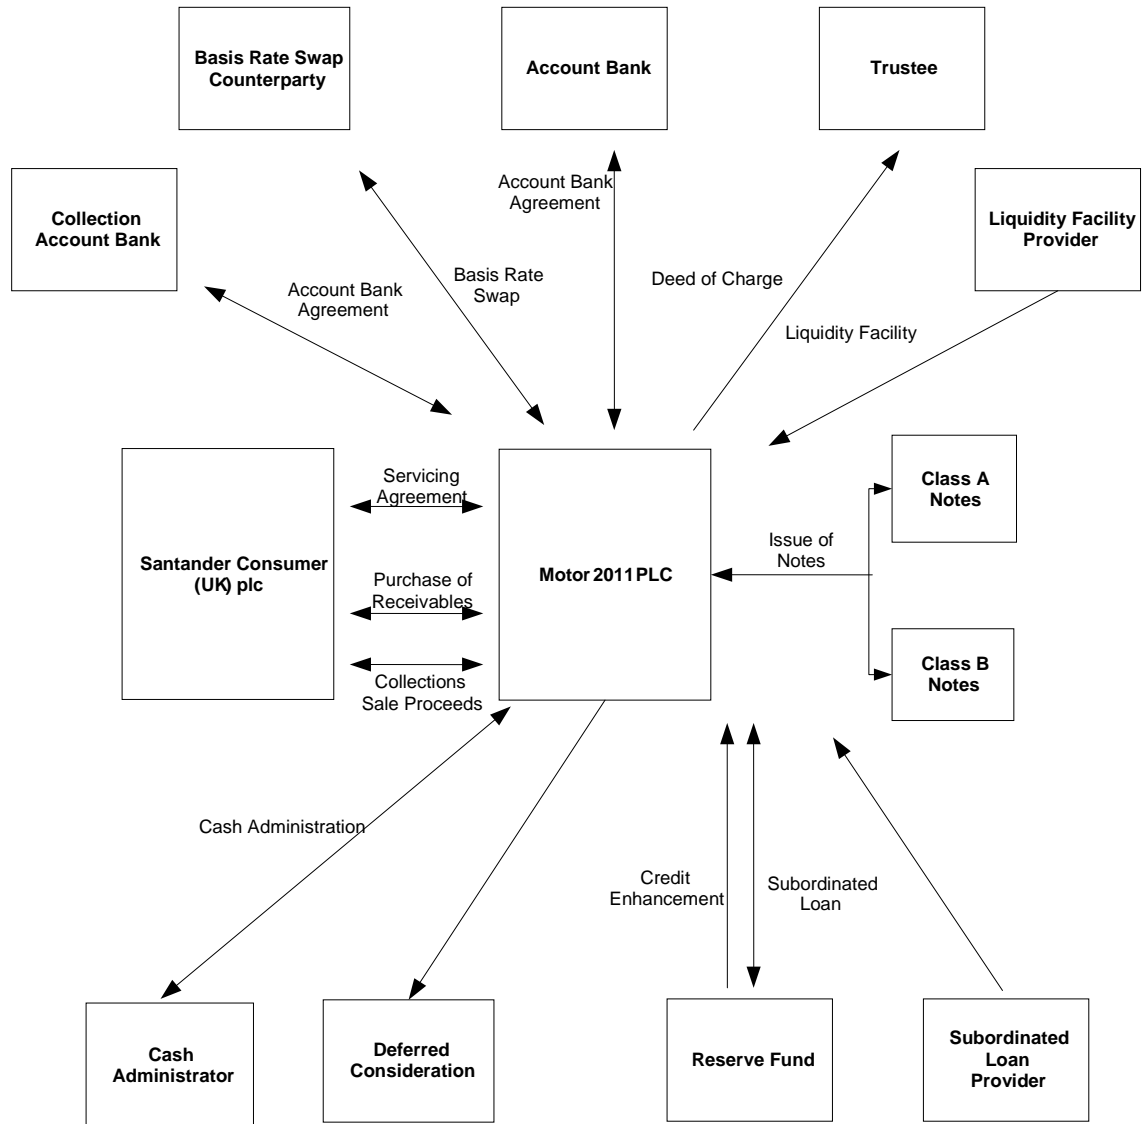 Basis Rate Swap
Counterparty
Account Bank
Trustee
Collection
Account Bank
Account Bank
Agreement
Liquidity Facility
Provider
Account Bank
Agreement
Basis Rate
Swap
Deed of Charge
Liquidity Facility
Santander Consumer
(UK) plc
Servicing
Agreement
Purchase of
Receivables
Collections
Sale Proceeds
Motor 2011 PLC
Issue of
Notes
Class A
Notes
Class B
Notes
Cash Administration
Credit
Enhancement
Subordinated
Loan
Cash
Administrator
Deferred
Consideration
Reserve Fund
Subordinated
Loan
Provider